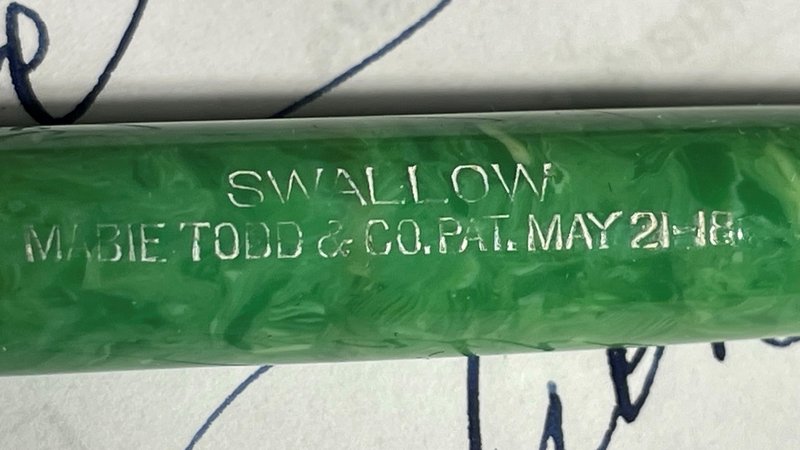 SWALLOW
MABIE TODD & CO. PAT. MAY 21-18